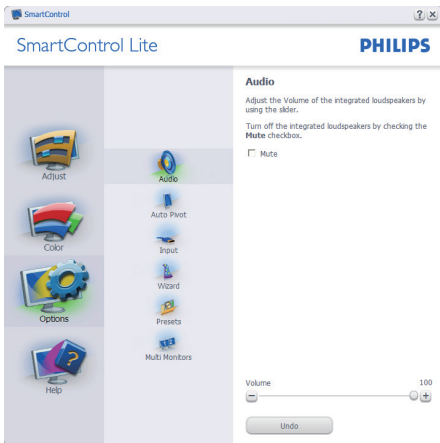 SmartControl
? x
SmartControl Lite
PHILIPS
Adjust
Color
Options
Help
Audio
Auto Pivot
Input
Wizard
Presets
Multi Monitors
Audio
Adjust the Volume of the integrated loudspeakers by
using the slider.
Turn off the integrated loudspeakers by checking the
Mute checkbox.
Mute
Volume 100
Undo